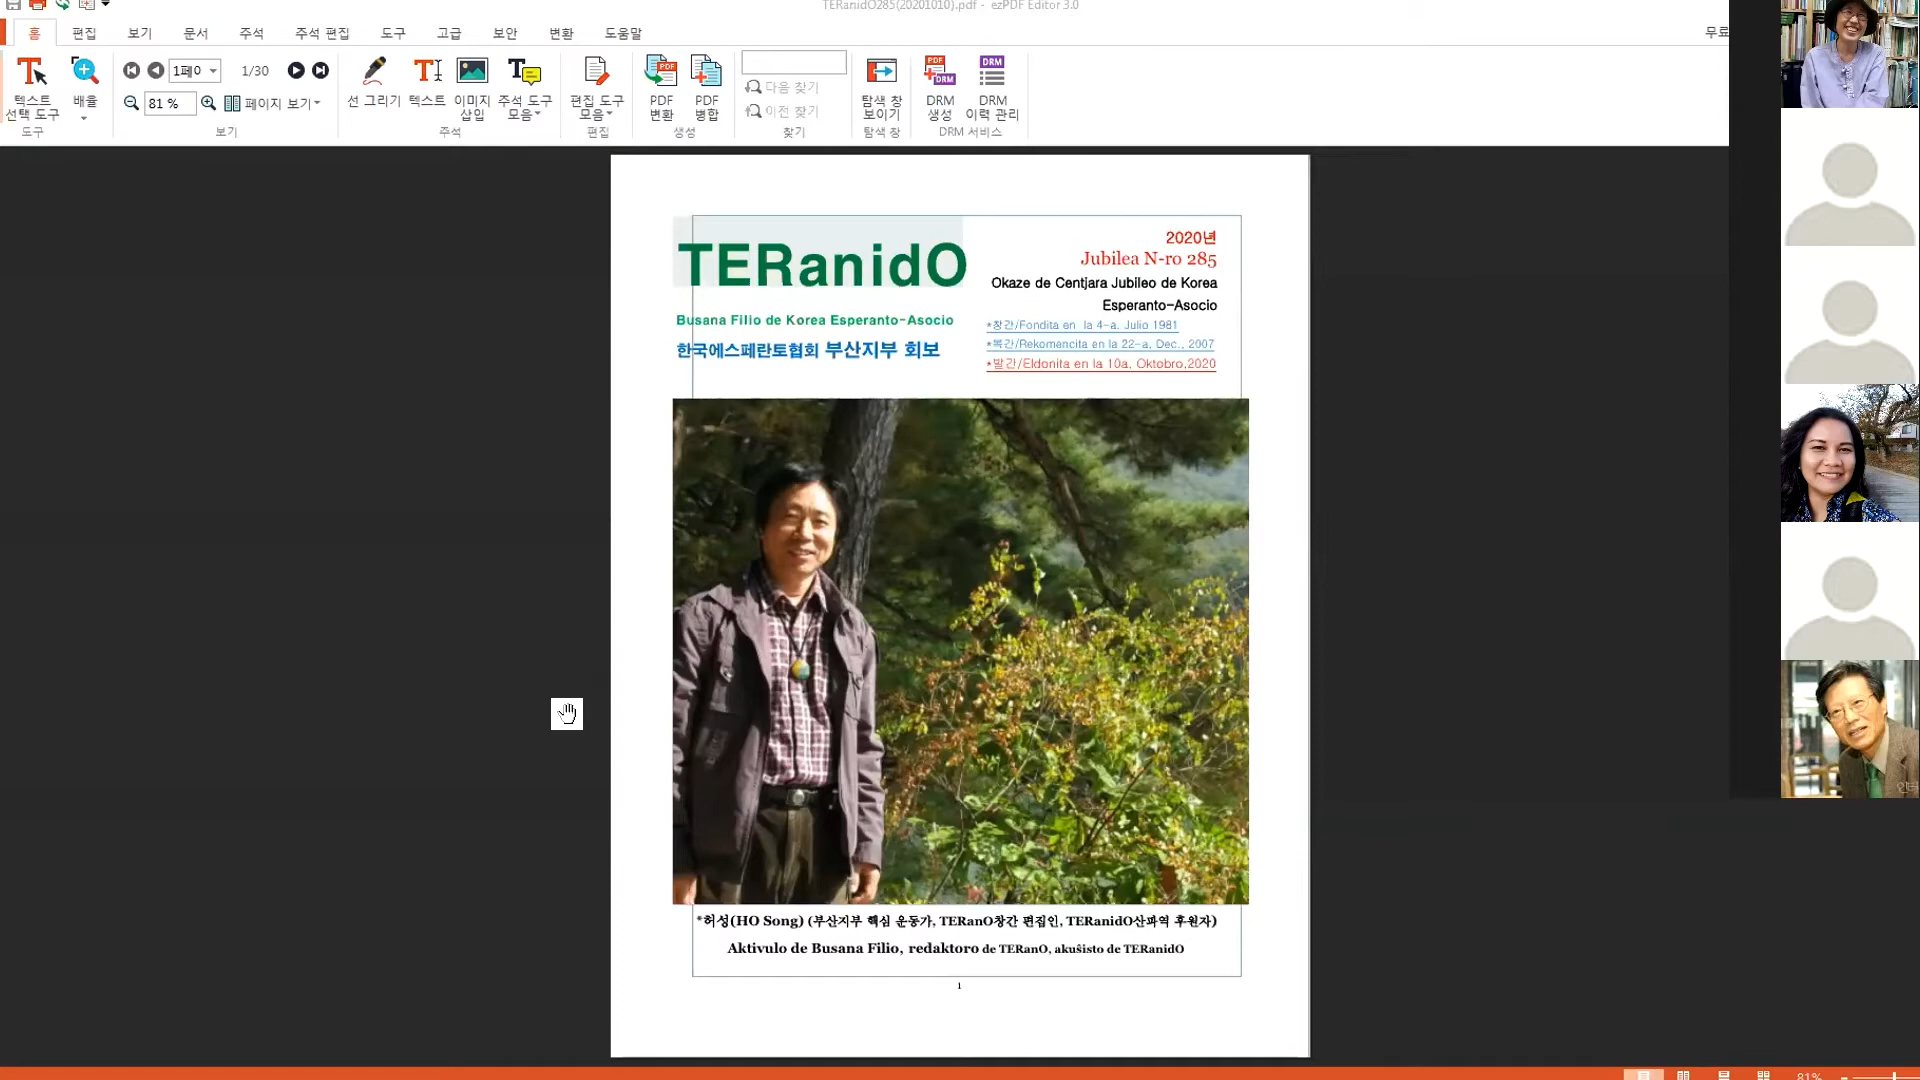 TERanidO285(20201010).pdf - ezPDF Editor 3.0
홈 편집 보기 문서 주석 주석 편집 도구 고급 보안 변환 도움말
무료
텍스트 선택 도구
배율
1페이
1/30
81 %
페이지 보기
선 그리기
텍스트
이미지 삽입
주석 도구 모음
편집 도구 모음
PDF 변환
PDF 병합
다음 찾기
이전 찾기
탐색 창 보이기
DRM 생성
DRM 이력 관리
도구 보기 주석 편집 생성 찾기 탐색 창 DRM 서비스
TERanidO
Busana Filio de Korea Esperanto-Asocio
한국에스페란토협회 부산지부 회보
2020년
Jubilea N-ro 285
Okaze de Centjara Jubileo de Korea
Esperanto-Asocio
*창간/Fondita en la 4-a. Julio 1981
*복간/Rekomencita en la 22-a, Dec., 2007
*발간/Eldonita en la 10a. Oktobro,2020
*허성(HO Song) (부산지부 핵심 운동가, TERanO창간 편집인, TERanidO산파역 후원자)
Aktivulo de Busana Filio, redaktoro de TERanO, akuŝisto de TERanidO
1
81%